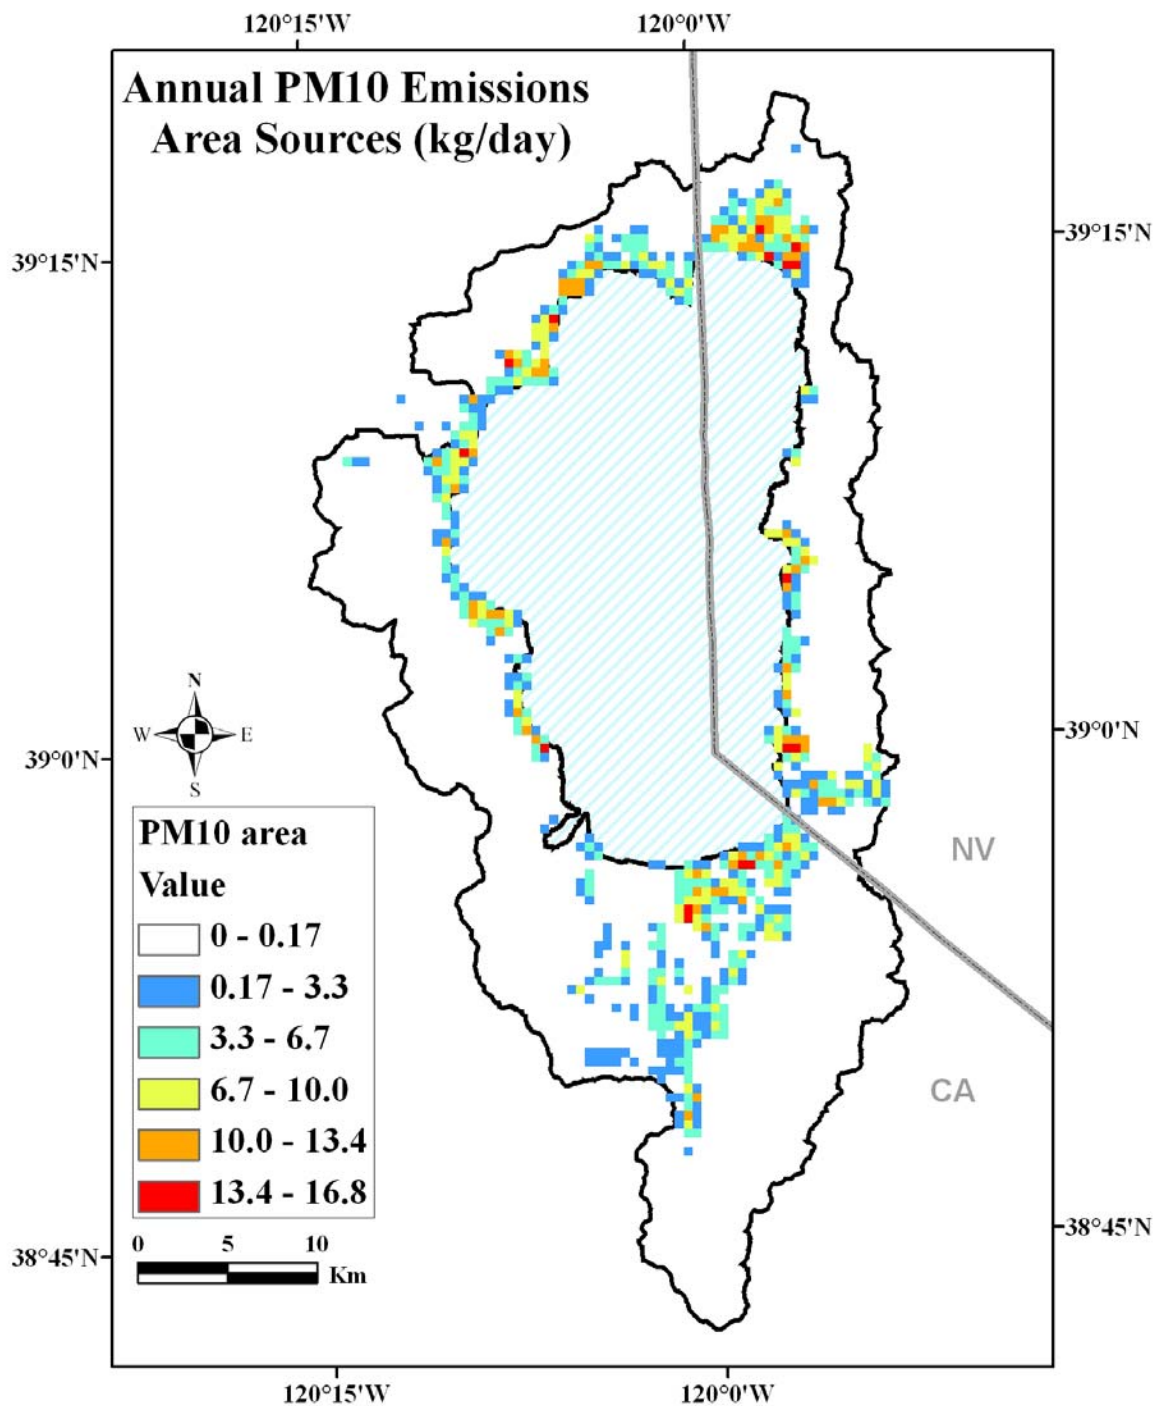 120°15'W
120°0'W
Annual PM10 Emissions
Area Sources (kg/day)
39°15'N
39°15'N
N
W
E
S
39°0'N
39°0'N
PM10 area
Value
0 - 0.17
0.17 - 3.3
3.3 - 6.7
6.7 - 10.0
10.0 - 13.4
13.4 - 16.8
NV
CA
0
5
10
Km
38°45'N
38°45'N
120°15'W
120°0'W